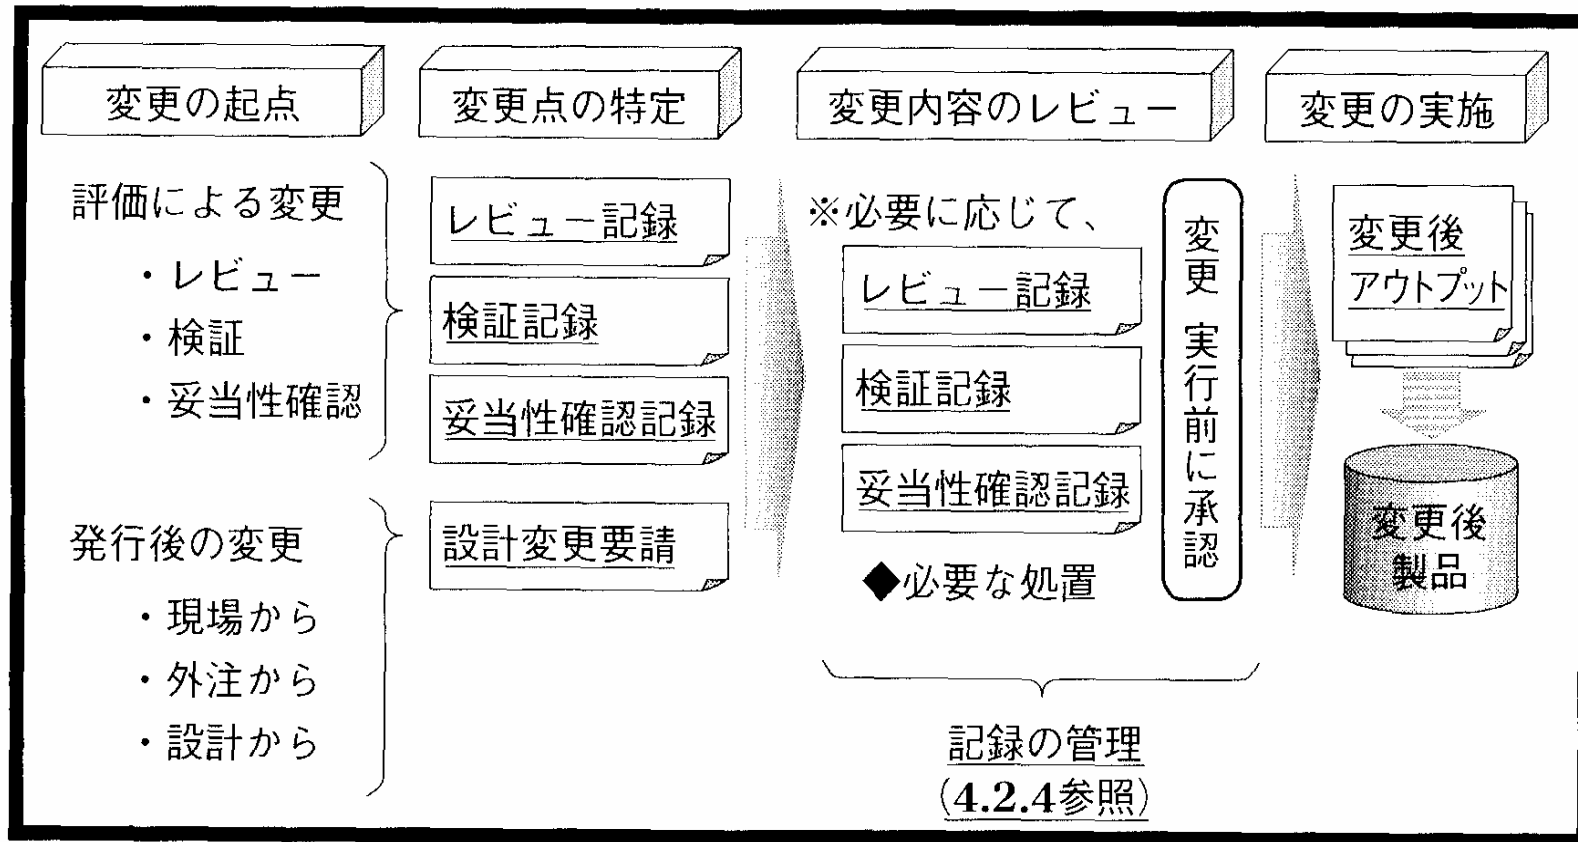 変更の起点
変更点の特定
変更内容のレビュー
変更の実施
評価による変更
・レビュー
・検証
・妥当性確認
発行後の変更
・現場から
・外注から
・設計から
レビュー記録
検証記録
妥当性確認記録
設計変更要請
※必要に応じて、
レビュー記録
検証記録
妥当性確認記録
◆必要な処置
変更 実行前に承認
記録の管理
(4.2.4参照)
変更後
アウトプット
変更後
製品